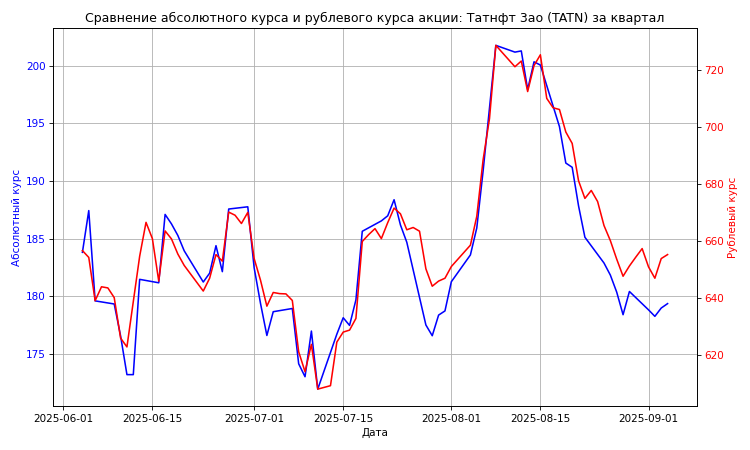 Сравнение абсолютного курса и рублевого курса акции: Татнфт 3ао (TATN) за квартал
Абсолютный курс
200
195
190
185
180
175
720
700
680
660
640
620
Рублевый курс
2025-06-01 2025-06-15 2025-07-01 2025-07-15 2025-08-01 2025-08-15 2025-09-01
Дата